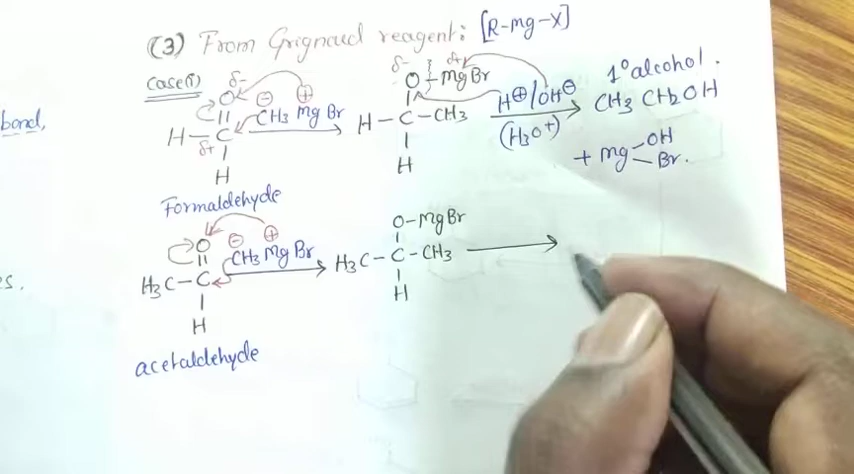 (3) From Grignaud reagent: [R-mg-X]
Case(i)
δ- O ⊖ ⊕
CH3 Mg Br
H - C
δ+
H
Formaldehyde
δ- O - MgBr δ+
H - C - CH3
H
H⊕/OH⊖
(H3O+)
1° alcohol.
CH3 CH2OH
+ Mg - OH
Br.
bond,
O ⊖ ⊕
CH3 Mg Br
H3C - C
H
acetaldehyde
O-MgBr
H3C - C - CH3
H
es.